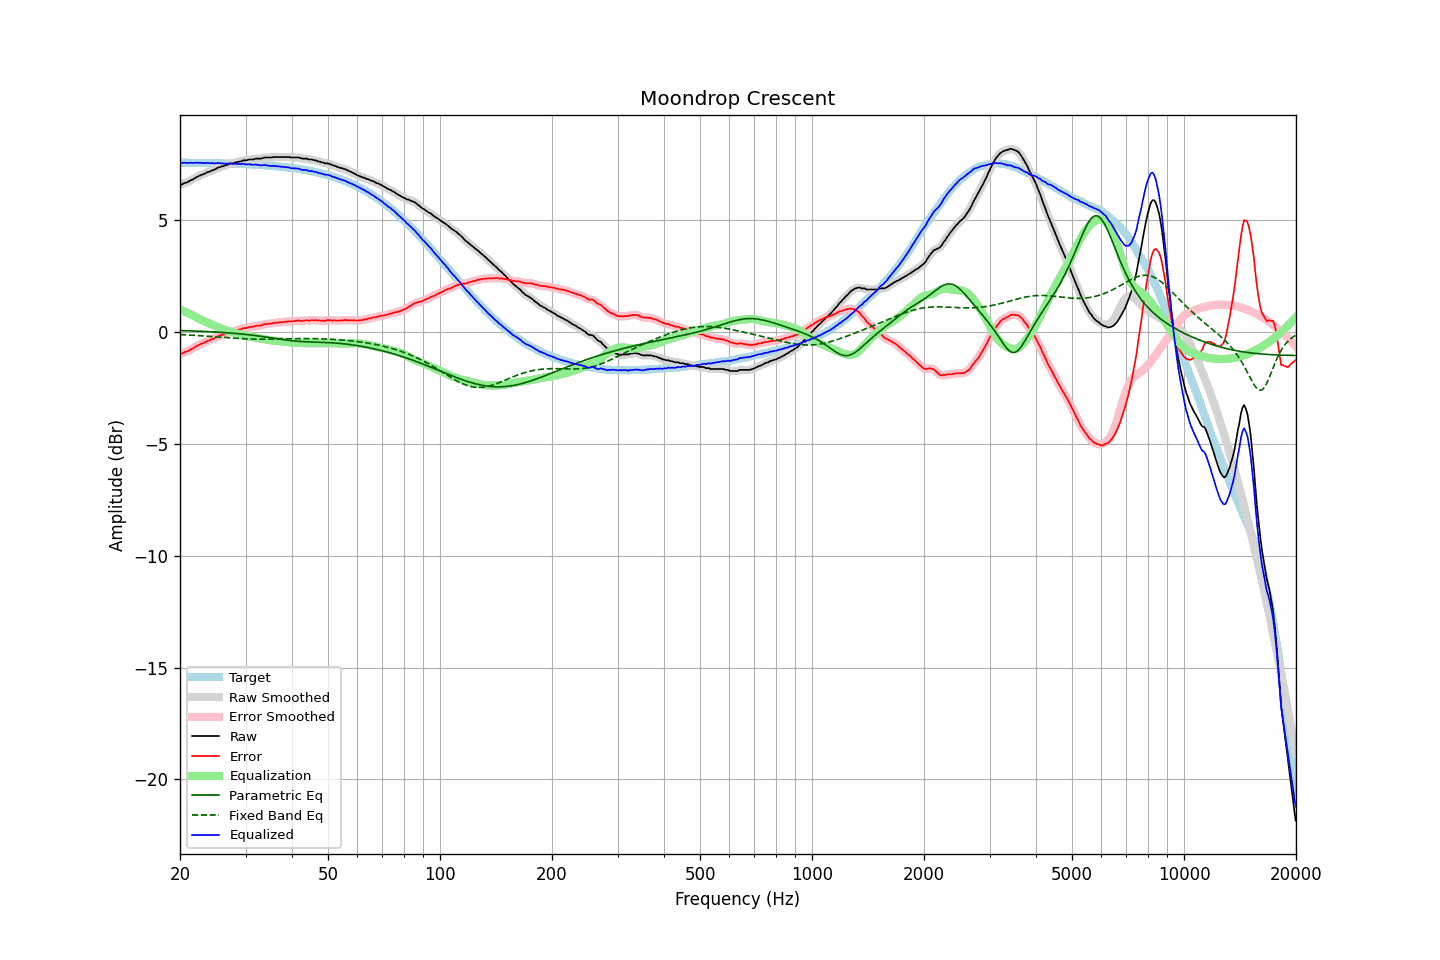 Moondrop Crescent
Amplitude (dBr)
5
0
−5
−10
−15
−20
Target
Raw Smoothed
Error Smoothed
Raw
Error
Equalization
Parametric Eq
Fixed Band Eq
Equalized
20 50 100 200 500 1000 2000 5000 10000 20000
Frequency (Hz)